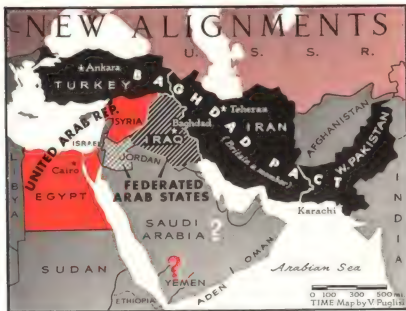 NEW ALIGNMENTS
U. S. S. R.
Ankara
TURKEY
BAGHDAD PACT
(Britain a member)
Teheran
IRAN
AFGHANISTAN
W. PAKISTAN
INDIA
Karachi
UNITED ARAB REP.
SYRIA
Baghdad
IRAQ
ISRAEL
JORDAN
Cairo
EGYPT
LIBYA
FEDERATED
ARAB STATES
SAUDI
ARABIA
?
?
YEMEN
ADEN
OMAN
SUDAN
ETHIOPIA
Arabian Sea
0 300 500 mi.
TIME Map by V. Puglisi